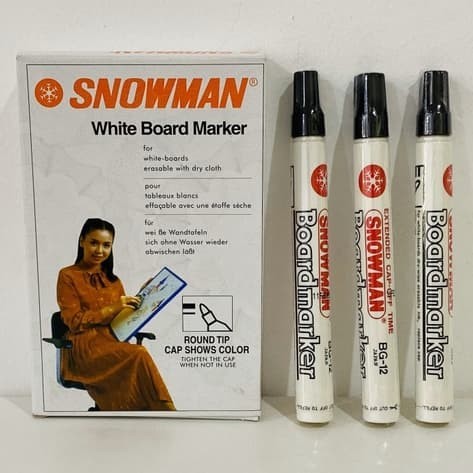 SNOWMAN®
White Board Marker
for
white-boards
erasable with dry cloth
pour
tableaux blancs
effaçable avec une étoffe sèche
für
wei ße Wandtafeln
sich ohne Wasser wieder
abwischen läßt
ROUND TIP
CAP SHOWS COLOR
TIGHTEN THE CAP
WHEN NOT IN USE
SNOWMAN
Boardmarker
EXTENDED CAP-OFF TIME
SNOWMAN
Boardmarker
BG-12
Boardmarker